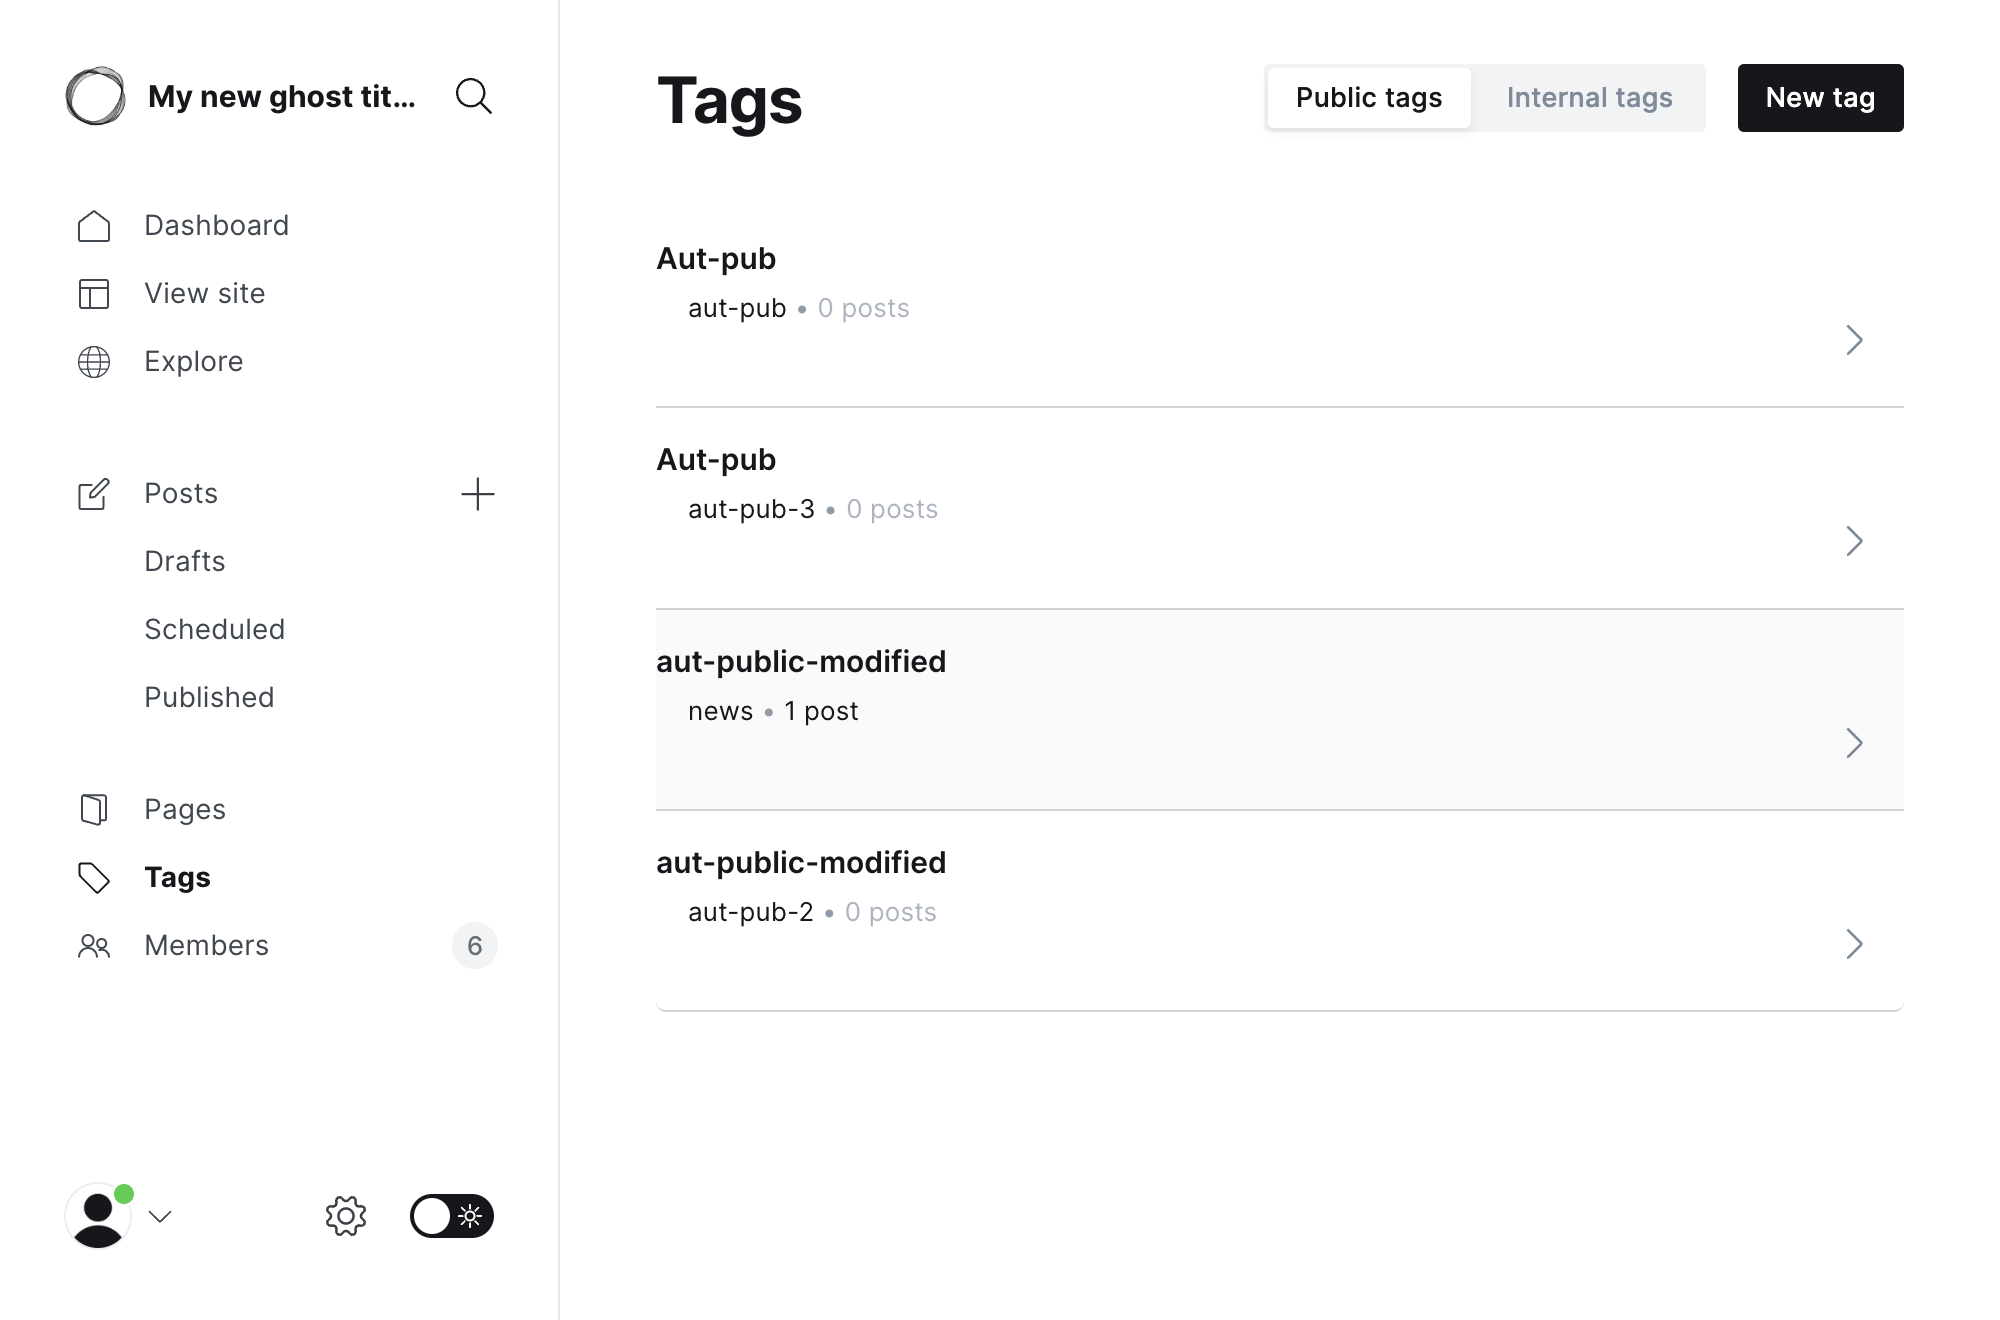 My new ghost tit...
Dashboard
View site
Explore
Posts
Drafts
Scheduled
Published
Pages
Tags
Members 6
Tags
Public tags Internal tags New tag
Aut-pub
aut-pub • 0 posts
Aut-pub
aut-pub-3 • 0 posts
aut-public-modified
news • 1 post
aut-public-modified
aut-pub-2 • 0 posts